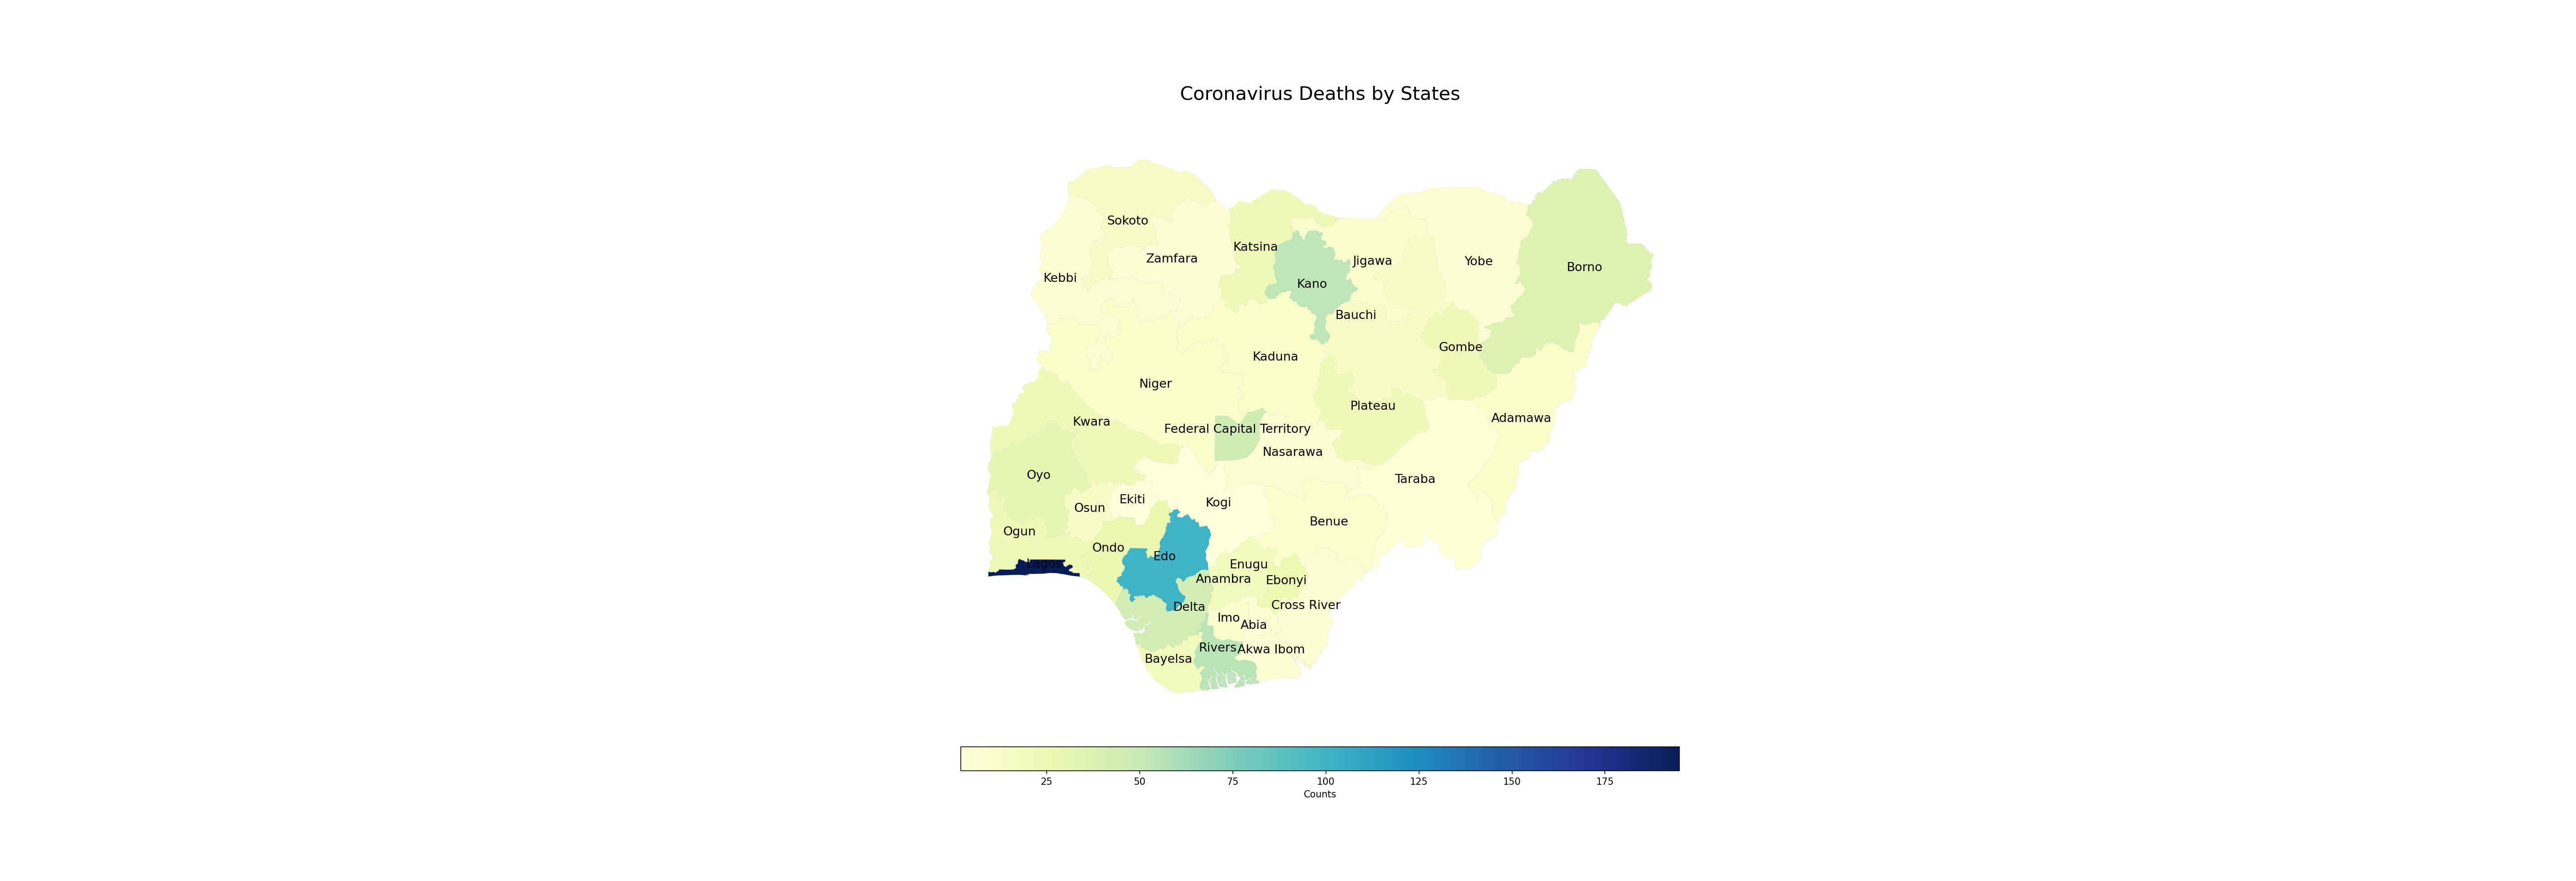 Coronavirus Deaths by States
Sokoto
Katsina
Zamfara
Jigawa
Yobe
Borno
Kebbi
Kano
Bauchi
Gombe
Kaduna
Niger
Plateau
Adamawa
Kwara
Federal Capital Territory
Nasarawa
Oyo
Taraba
Ekiti
Kogi
Osun
Benue
Ogun
Ondo
Edo
Lagos
Enugu
Anambra
Ebonyi
Delta
Cross River
Imo
Abia
Rivers
Akwa Ibom
Bayelsa
25 50 75 100 125 150 175
Counts